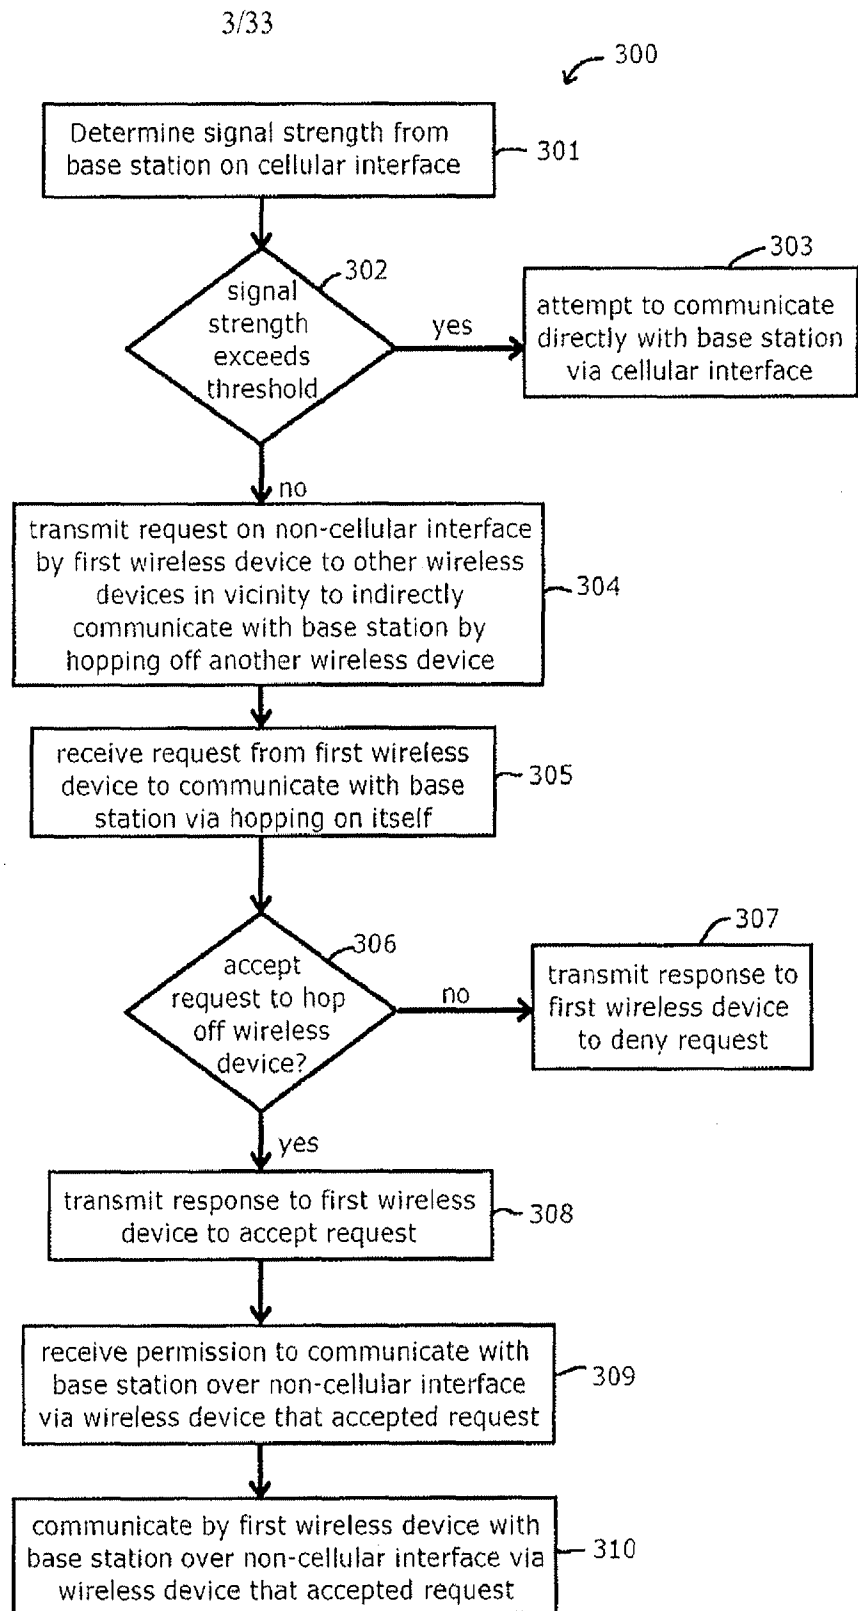 3/33
300
Determine signal strength from
base station on cellular interface
301
302
signal
strength
exceeds
threshold
yes
303
attempt to communicate
directly with base station
via cellular interface
no
transmit request on non-cellular interface
by first wireless device to other wireless
devices in vicinity to indirectly
communicate with base station by
hopping off another wireless device
304
receive request from first wireless
device to communicate with base
station via hopping on itself
305
306
accept
request to hop
off wireless
device?
no
307
transmit response to
first wireless device
to deny request
yes
transmit response to first wireless
device to accept request
308
receive permission to communicate with
base station over non-cellular interface
via wireless device that accepted request
309
communicate by first wireless device with
base station over non-cellular interface via
wireless device that accepted request
310